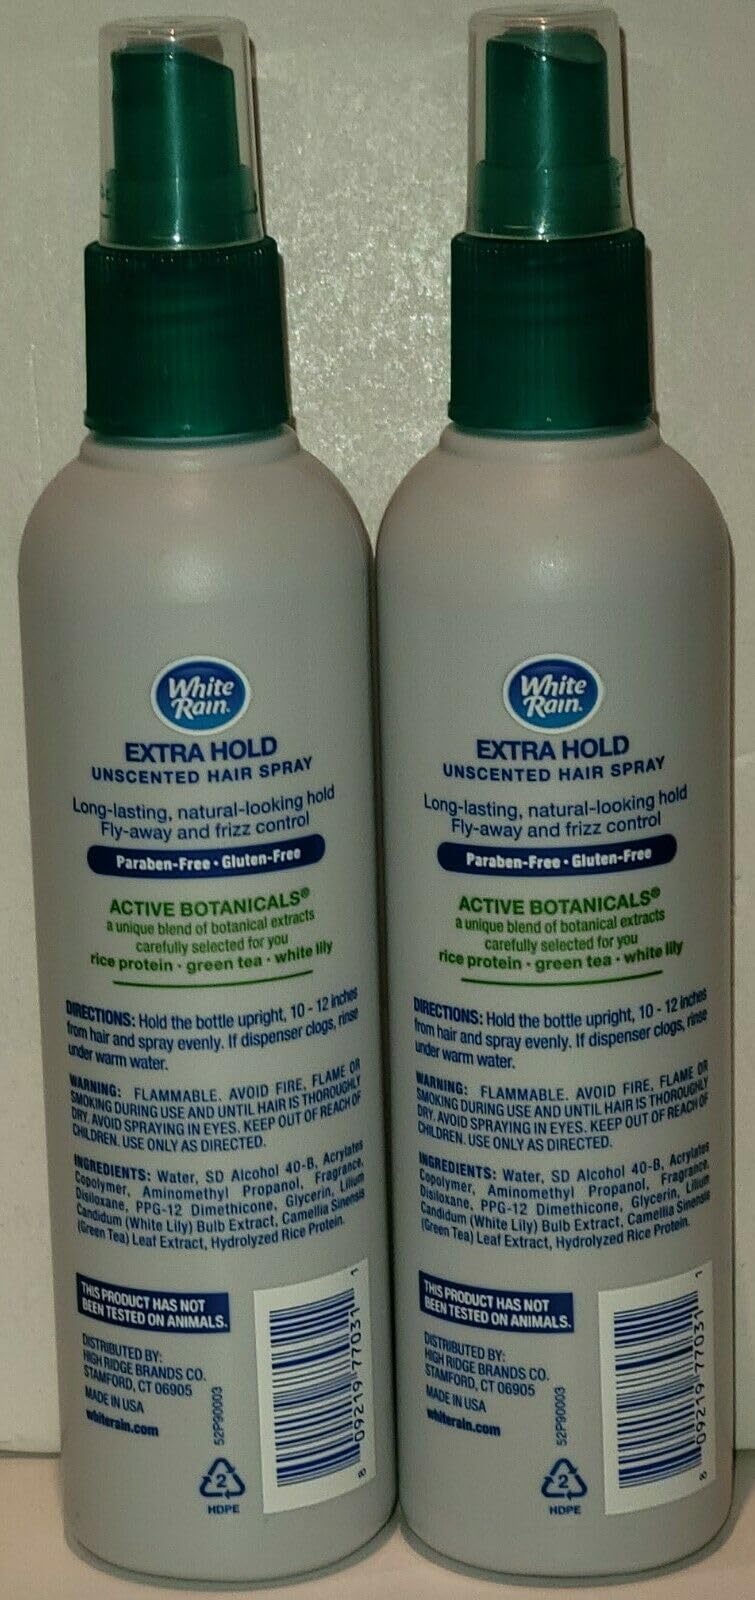 White
Rain.
EXTRA HOLD
UNSCENTED HAIR SPRAY
Long-lasting, natural-looking hold
Fly-away and frizz control
Paraben-Free • Gluten-Free
ACTIVE BOTANICALS®
a unique blend of botanical extracts
carefully selected for you
rice protein • green tea • white lily
DIRECTIONS: Hold the bottle upright, 10 - 12 inches
from hair and spray evenly. If dispenser clogs, rinse
under warm water.
WARNING: FLAMMABLE. AVOID FIRE, FLAME OR
SMOKING DURING USE AND UNTIL HAIR IS THOROUGHLY
DRY. AVOID SPRAYING IN EYES. KEEP OUT OF REACH OF
CHILDREN. USE ONLY AS DIRECTED.
INGREDIENTS: Water, SD Alcohol 40-B, Acrylates
Copolymer, Aminomethyl Propanol, Fragrance,
Disiloxane, PPG-12 Dimethicone, Glycerin, Lilium
Candidum (White Lily) Bulb Extract, Camellia Sinensis
(Green Tea) Leaf Extract, Hydrolyzed Rice Protein.
THIS PRODUCT HAS NOT
BEEN TESTED ON ANIMALS.
DISTRIBUTED BY:
HIGH RIDGE BRANDS CO.
STAMFORD, CT 06905
MADE IN USA
whiterain.com
52P90003
2
HDPE
8 09219 77031 1
White
Rain.
EXTRA HOLD
UNSCENTED HAIR SPRAY
Long-lasting, natural-looking hold
Fly-away and frizz control
Paraben-Free • Gluten-Free
ACTIVE BOTANICALS®
a unique blend of botanical extracts
carefully selected for you
rice protein • green tea • white lily
DIRECTIONS: Hold the bottle upright, 10 - 12 inches
from hair and spray evenly. If dispenser clogs, rinse
under warm water.
WARNING: FLAMMABLE. AVOID FIRE, FLAME OR
SMOKING DURING USE AND UNTIL HAIR IS THOROUGHLY
DRY. AVOID SPRAYING IN EYES. KEEP OUT OF REACH OF
CHILDREN. USE ONLY AS DIRECTED.
INGREDIENTS: Water, SD Alcohol 40-B, Acrylates
Copolymer, Aminomethyl Propanol, Fragrance,
Disiloxane, PPG-12 Dimethicone, Glycerin, Lilium
Candidum (White Lily) Bulb Extract, Camellia Sinensis
(Green Tea) Leaf Extract, Hydrolyzed Rice Protein.
THIS PRODUCT HAS NOT
BEEN TESTED ON ANIMALS.
DISTRIBUTED BY:
HIGH RIDGE BRANDS CO.
STAMFORD, CT 06905
MADE IN USA
whiterain.com
52P90003
2
HDPE
8 09219 77031 1